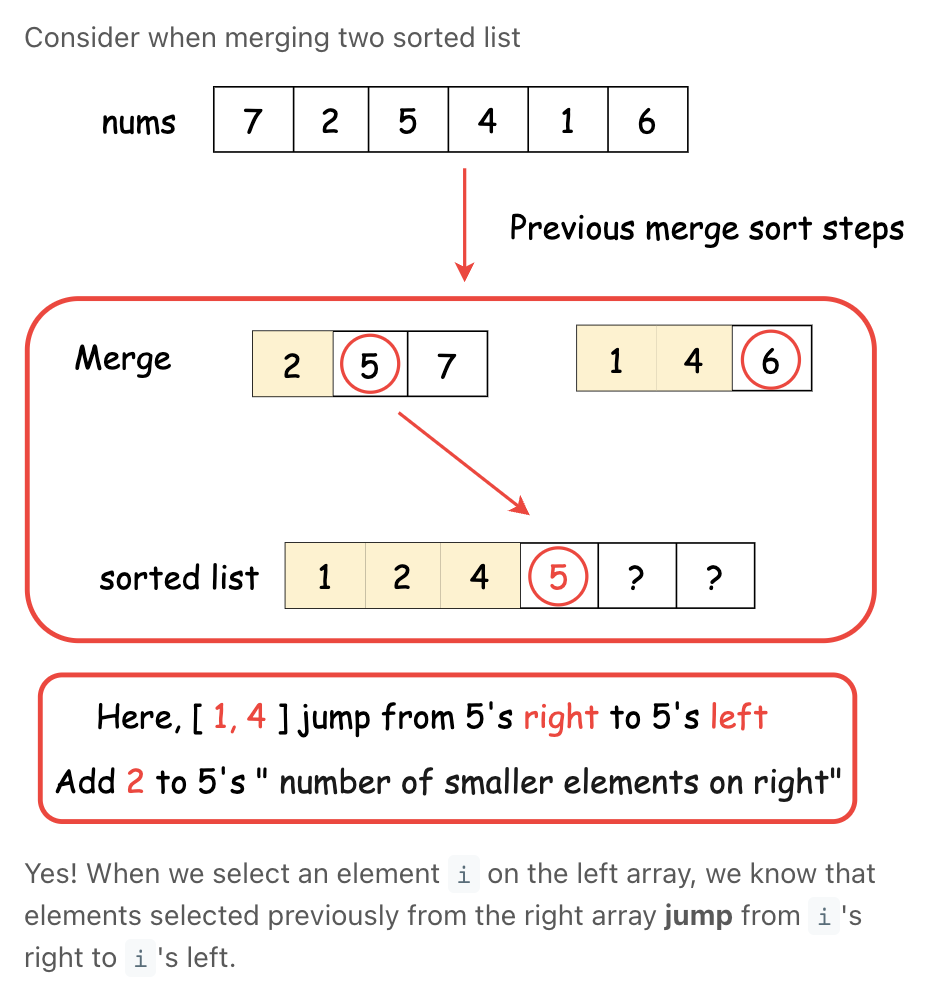 Consider when merging two sorted list
nums 7 2 5 4 1 6
Previous merge sort steps
Merge 2 5 7 1 4 6
sorted list 1 2 4 5 ? ?
Here, [ 1, 4 ] jump from 5's right to 5's left
Add 2 to 5's " number of smaller elements on right"
Yes! When we select an element i on the left array, we know that
elements selected previously from the right array jump from i 's
right to i 's left.